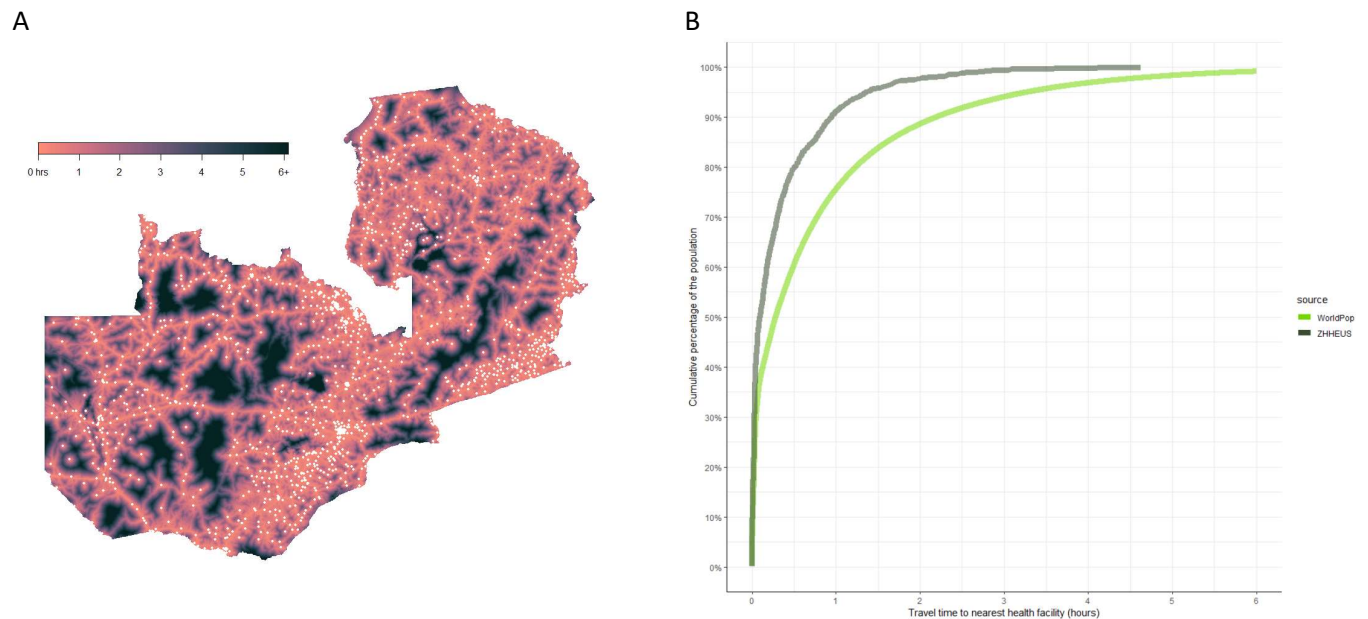 A
0 hrs 1 2 3 4 5 6+
B
100%
90%
80%
70%
60%
50%
40%
30%
20%
10%
0%
Cumulative percentage of the population
0 1 2 3 4 5 6
Travel time to nearest health facility (hours)
source
WorldPop
ZHHEUS